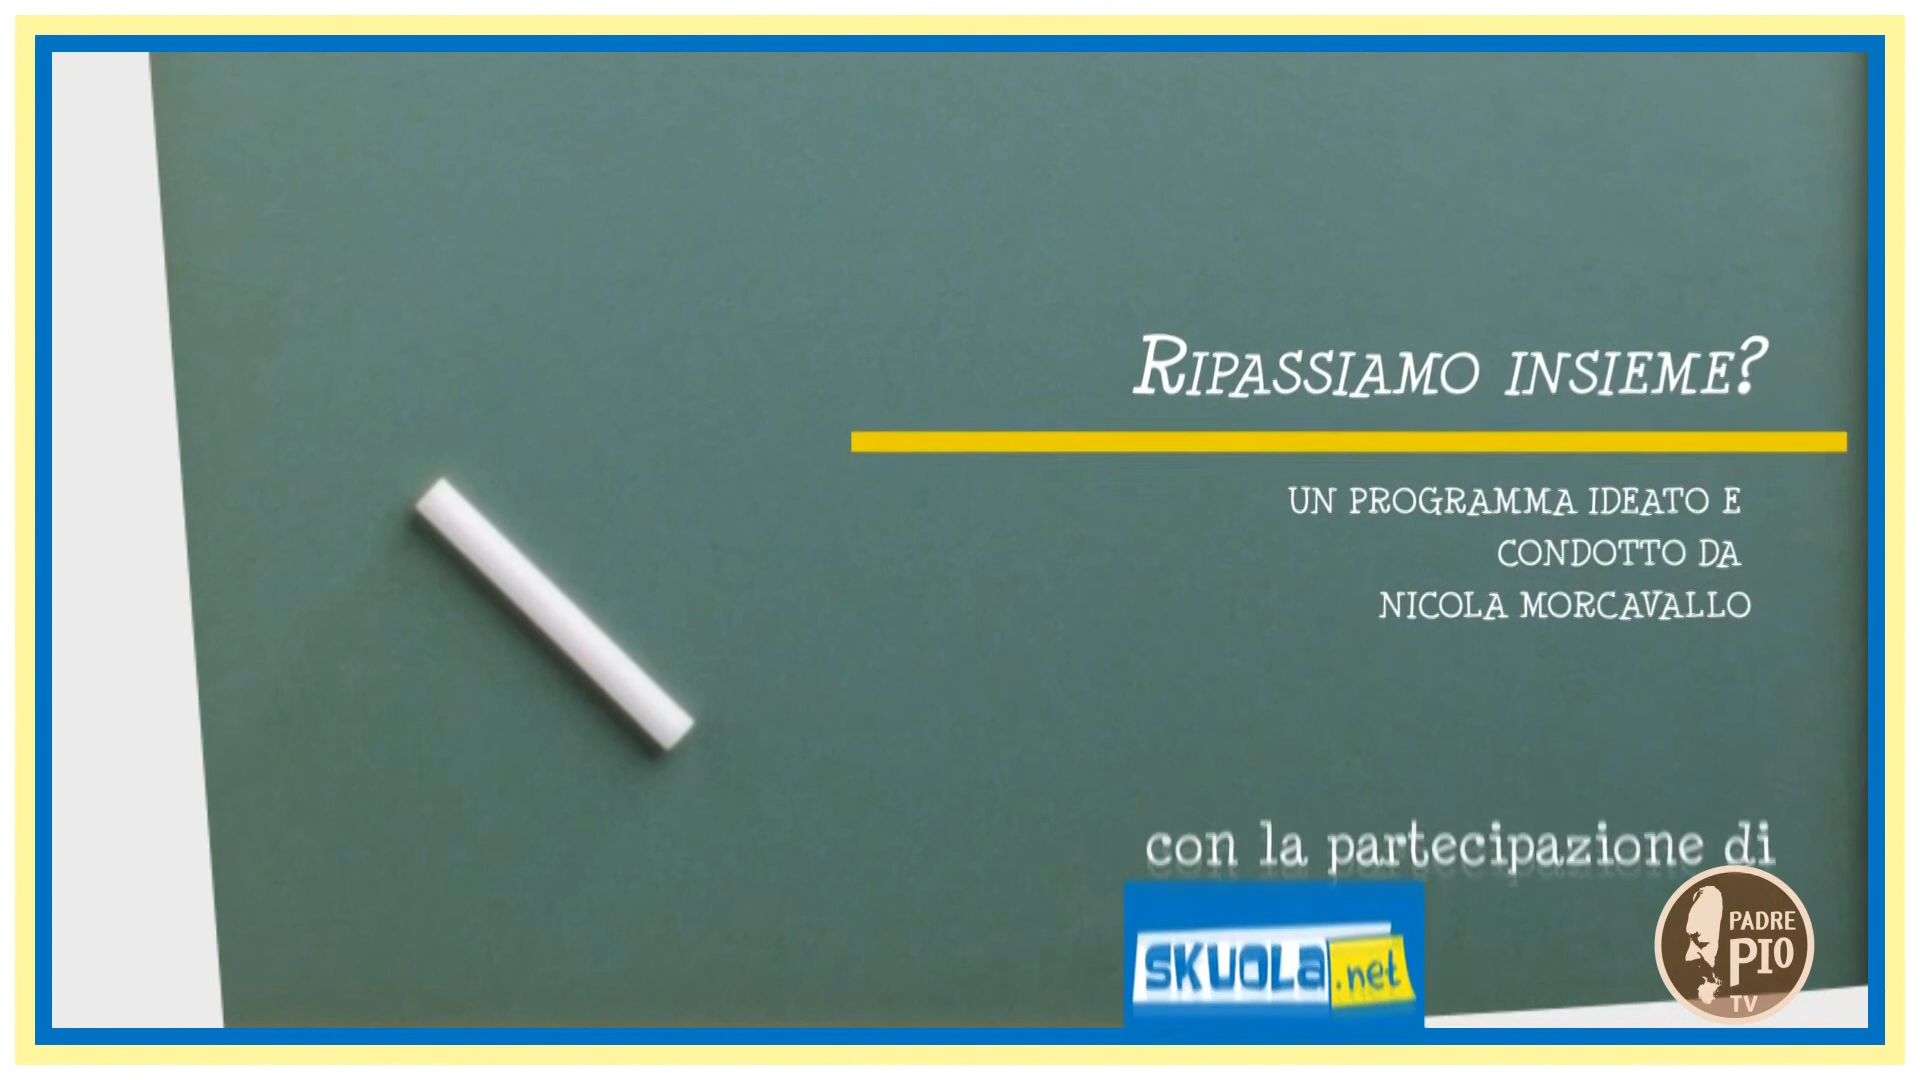 Ripassiamo insieme?
UN PROGRAMMA IDEATO E
CONDOTTO DA
NICOLA MORCAVALLO
con la partecipazione di
SKUOLa.net
PADRE
PIO
TV